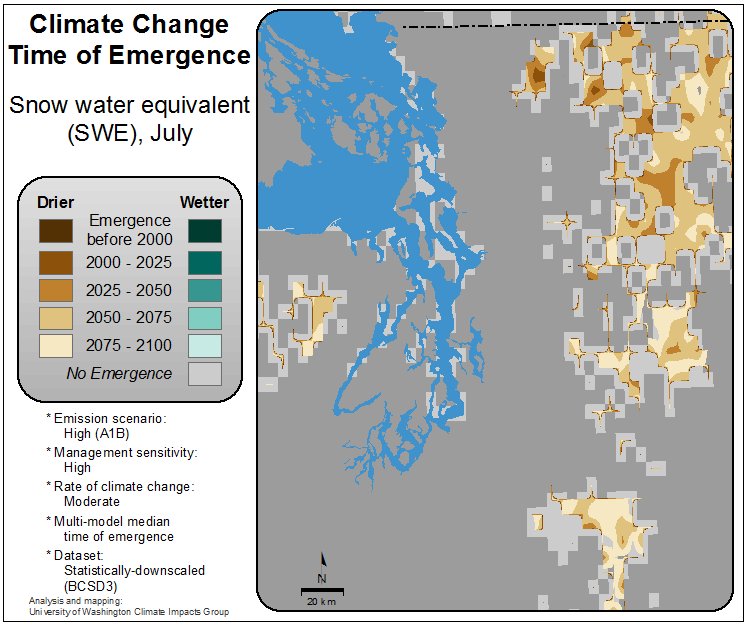 Climate Change
Time of Emergence
Snow water equivalent
(SWE), July
Drier Wetter
Emergence
before 2000
2000 - 2025
2025 - 2050
2050 - 2075
2075 - 2100
No Emergence
* Emission scenario:
High (A1B)
* Management sensitivity:
High
* Rate of climate change:
Moderate
* Multi-model median
time of emergence
* Dataset:
Statistically-downscaled
(BCSD3)
Analysis and mapping:
University of Washington Climate Impacts Group
N
20 km